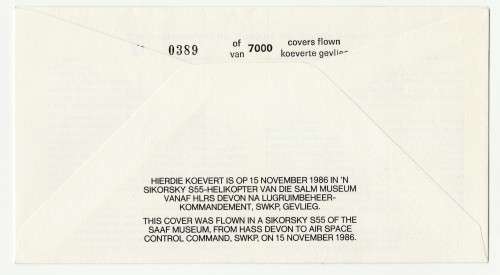 0389 of 7000 covers flown
van koeverte gevlieg
HIERDIE KOEVERT IS OP 15 NOVEMBER 1986 IN 'N
SIKORSKY S55-HELIKOPTER VAN DIE SALM MUSEUM
VANAF HLRS DEVON NA LUGRUIMBEHEER-
KOMMANDEMENT, SWKP, GEVLIEG.
THIS COVER WAS FLOWN IN A SIKORSKY S55 OF THE
SAAF MUSEUM, FROM HASS DEVON TO AIR SPACE
CONTROL COMMAND, SWKP, ON 15 NOVEMBER 1986.